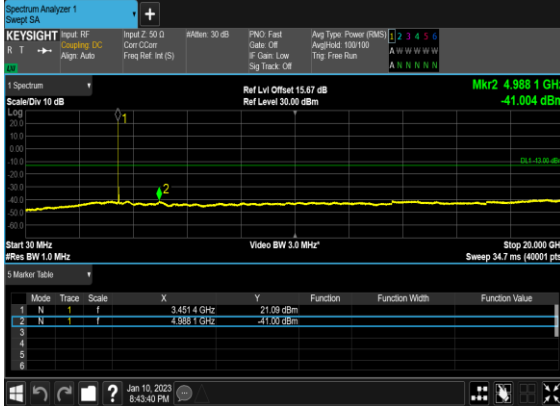 Spectrum Analyzer 1
Swept SA
+
KEYSIGHT Input: RF Input Z: 50 Ω #Atten: 30 dB PNO: Fast Avg Type: Power (RMS) 1 2 3 4 5 6
R T Coupling: DC Corr CCorr Gate: Off Avg|Hold: 100/100 A W W W W W
Align: Auto Freq Ref: Int (S) IF Gain: Low Trig: Free Run
Sig Track: Off A N N N N N
1 Spectrum Ref Lvl Offset 15.67 dB Mkr2 4.988 1 GHz
Scale/Div 10 dB Ref Level 30.00 dBm -41.004 dBm
Log
20.0
10.0
0.00
-10.0
-20.0
-30.0
-40.0
-50.0
-60.0
1
2
DL1 -13.00 dBm
Start 30 MHz Video BW 3.0 MHz* Stop 20.000 GH
#Res BW 1.0 MHz Sweep 34.7 ms (40001 pts
5 Marker Table
Mode Trace Scale X Y Function Function Width Function Value
1 N 1 f 3.451 4 GHz 21.09 dBm
2 N 1 f 4.988 1 GHz -41.00 dBm
3
4
5
6
? Jan 10, 2023
8:43:40 PM